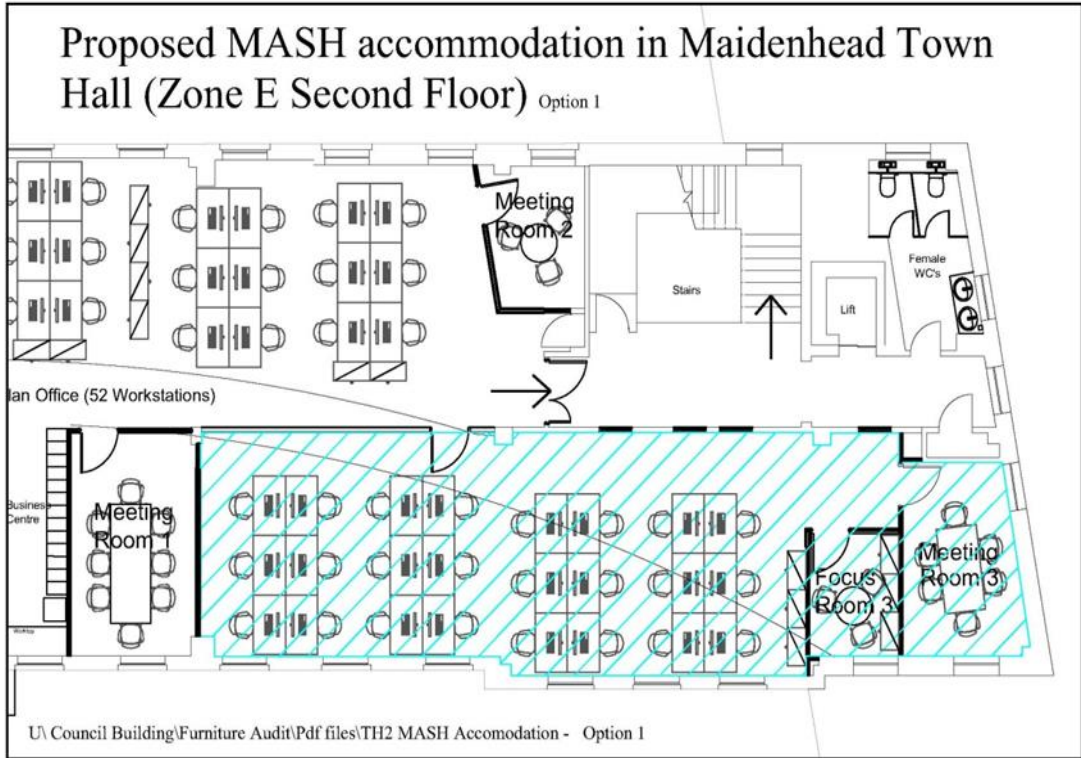 Proposed MASH accommodation in Maidenhead Town
Hall (Zone E Second Floor) Option 1
Meeting
Room 2
Stairs
Lift
Female
WC's
lan Office (52 Workstations)
Business
Centre
Meeting
Room 1
Focus
Room 3
Meeting
Room 3
U\ Council Building\Furniture Audit\Pdf files\TH2 MASH Accomodation - Option 1